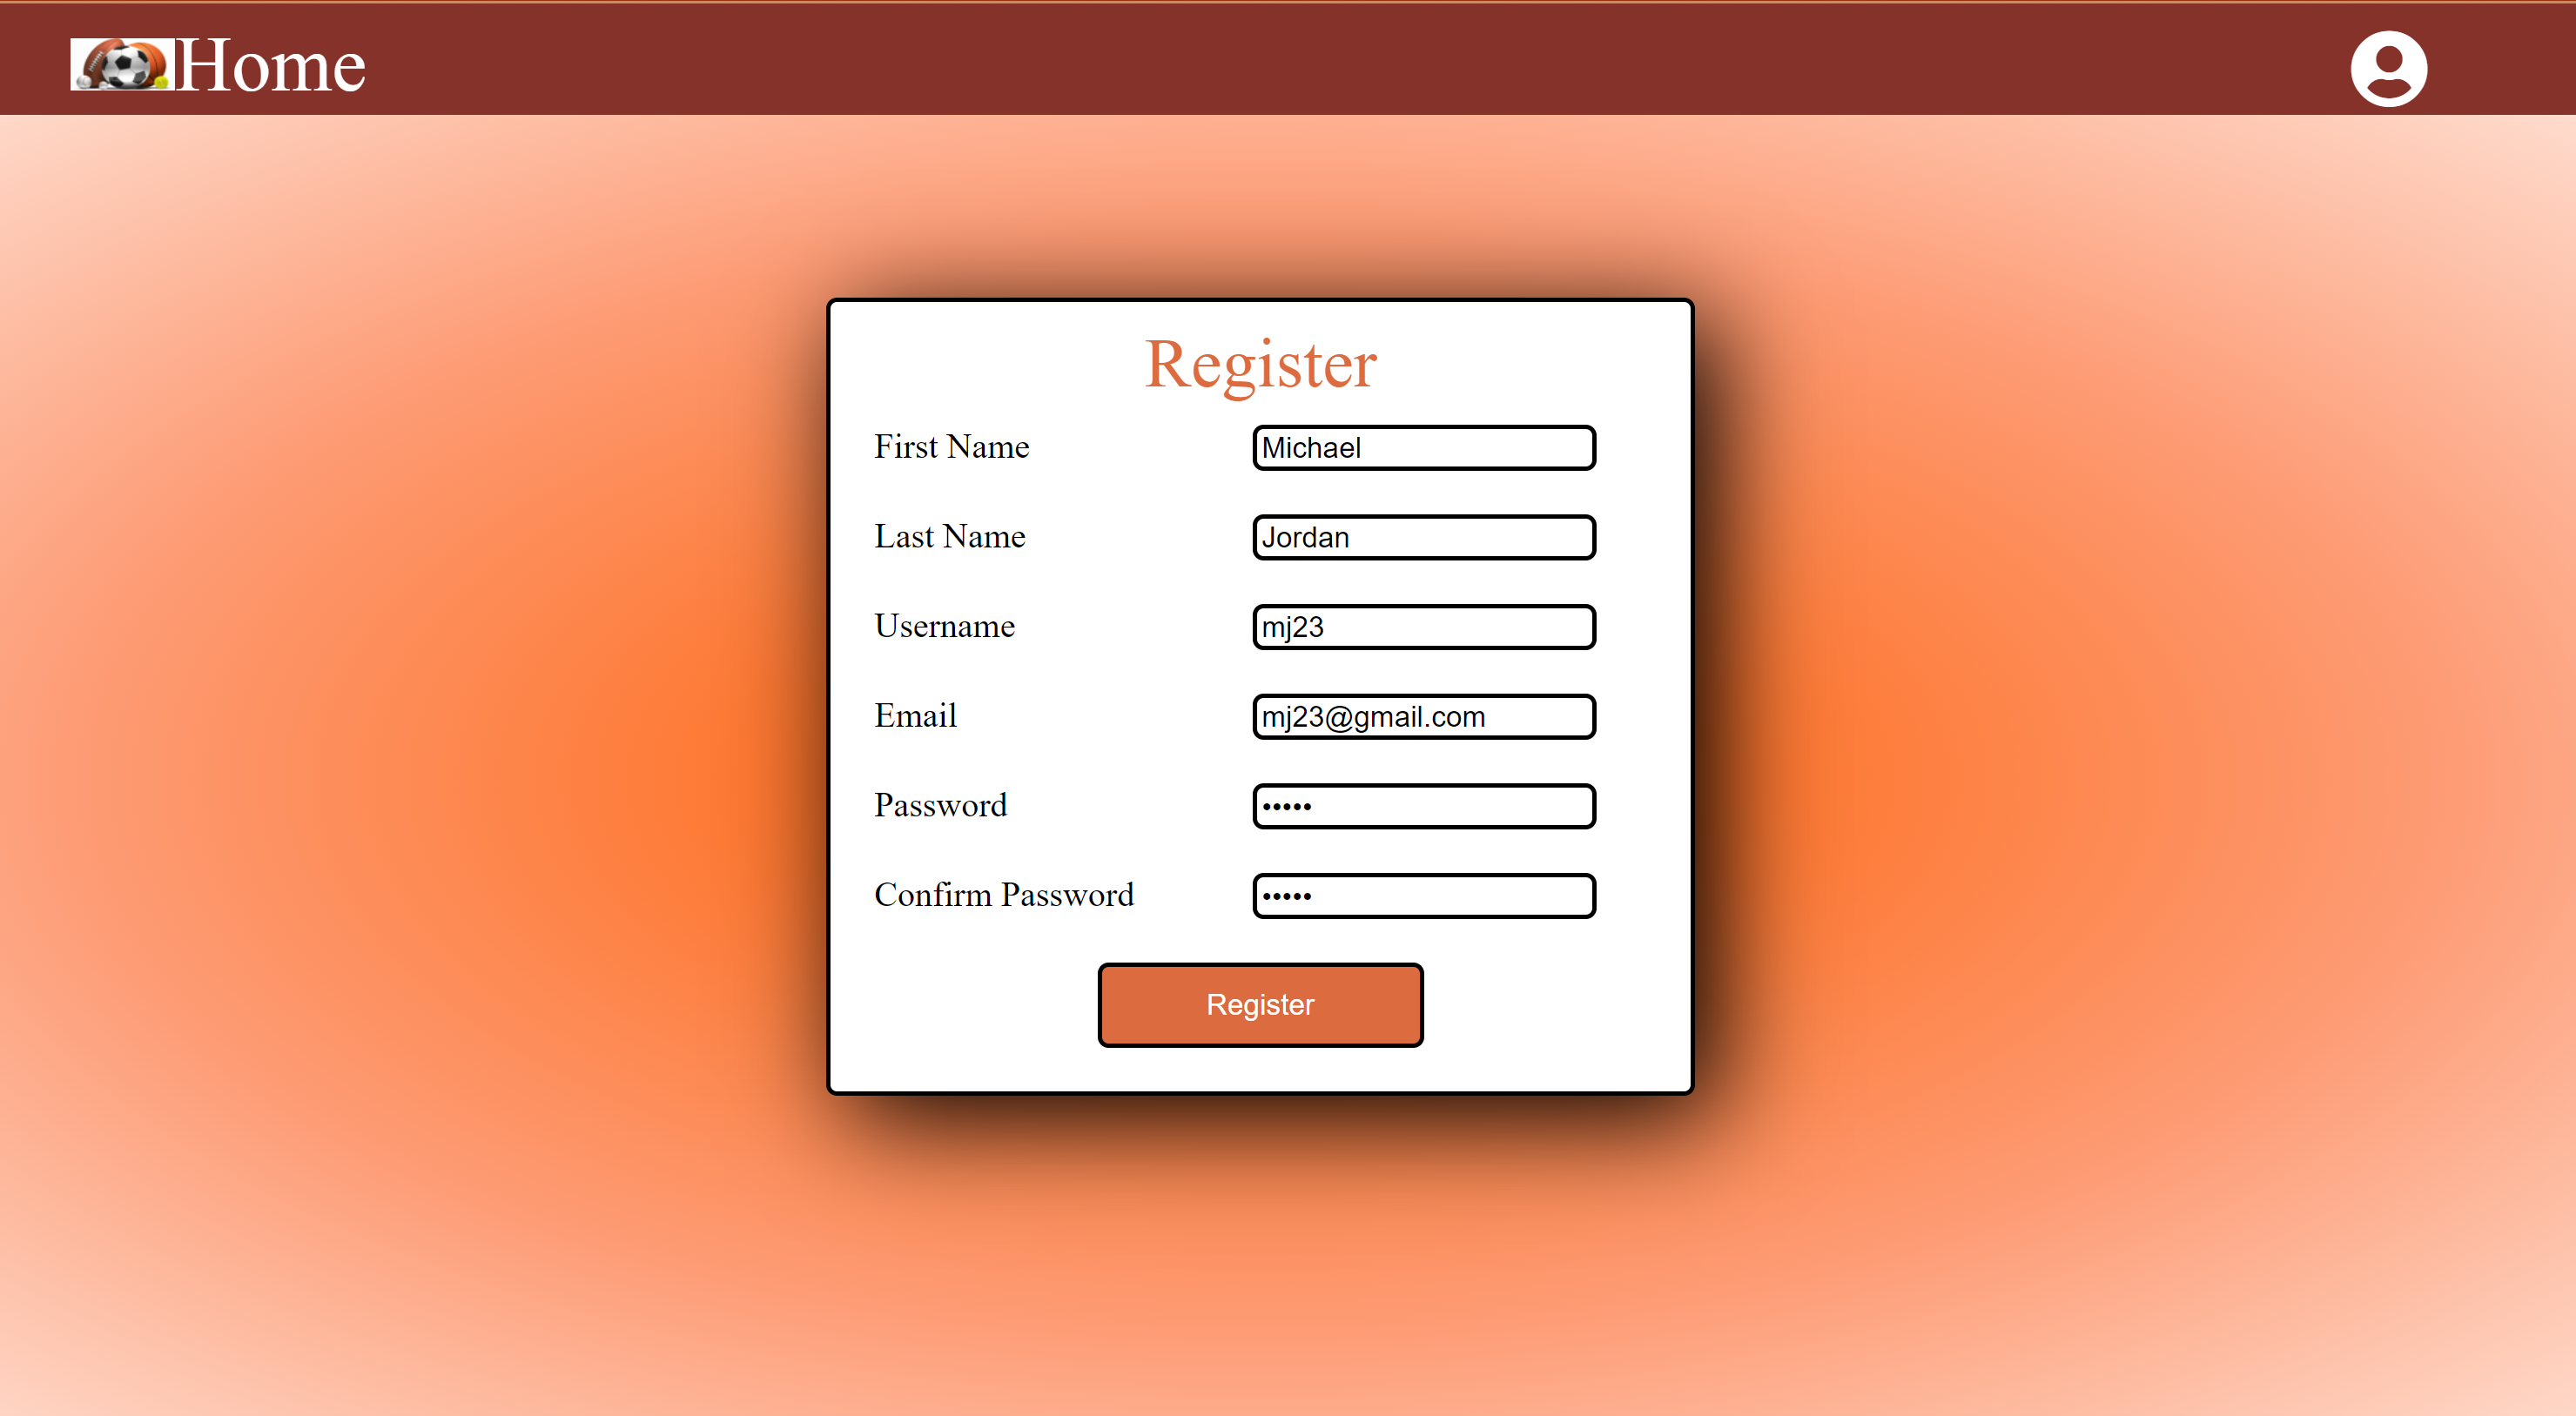 Home
Register
First Name Michael
Last Name Jordan
Username mj23
Email mj23@gmail.com
Password •••••
Confirm Password •••••
Register